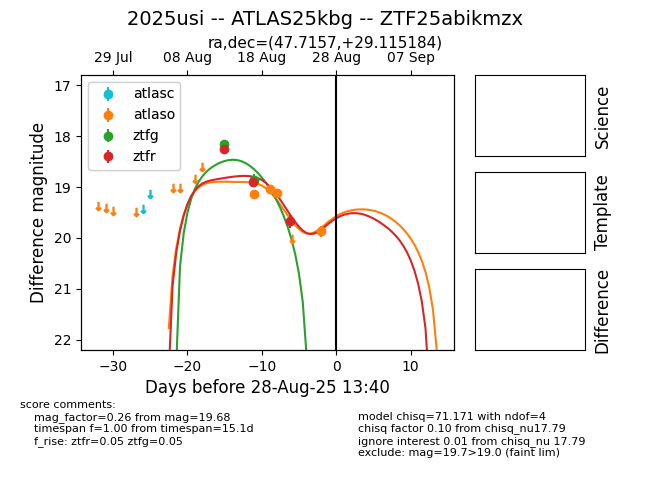 2025usi -- ATLAS25kbg -- ZTF25abikmzx
ra,dec=(47.7157,+29.115184)
29 Jul 08 Aug 18 Aug 28 Aug 07 Sep
atlasc
atlaso
ztfg
ztfr
17
18
19
20
21
22
Difference magnitude
−30 −20 −10 0 10
Days before 28-Aug-25 13:40
Science
Template
Difference
score comments:
mag_factor=0.26 from mag=19.68
timespan f=1.00 from timespan=15.1d
f_rise: ztfr=0.05 ztfg=0.05
model chisq=71.171 with ndof=4
chisq factor 0.10 from chisq_nu17.79
ignore interest 0.01 from chisq_nu 17.79
exclude: mag=19.7>19.0 (faint lim)